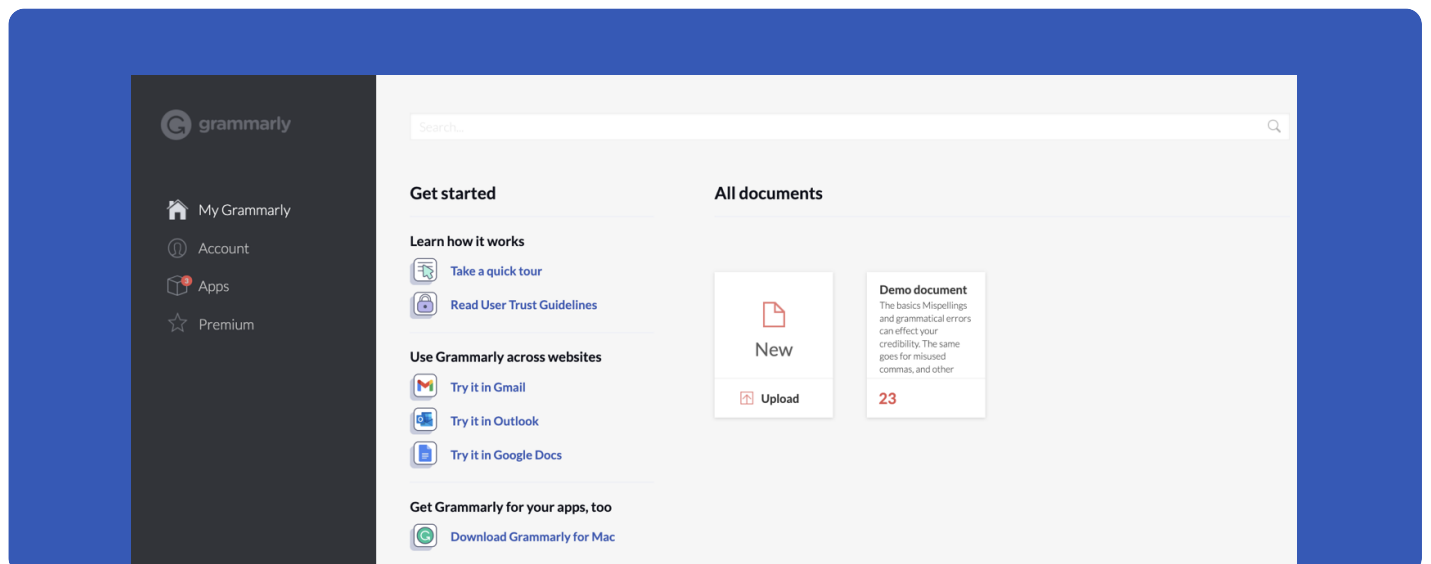 grammarly
My Grammarly
Account
3
Apps
Premium
Search...
Get started
Learn how it works
Take a quick tour
Read User Trust Guidelines
Use Grammarly across websites
Try it in Gmail
Try it in Outlook
Try it in Google Docs
Get Grammarly for your apps, too
Download Grammarly for Mac
All documents
New
Upload
Demo document
The basics Mispellings
and grammatical errors
can effect your
credibility. The same
goes for misused
commas, and other
23